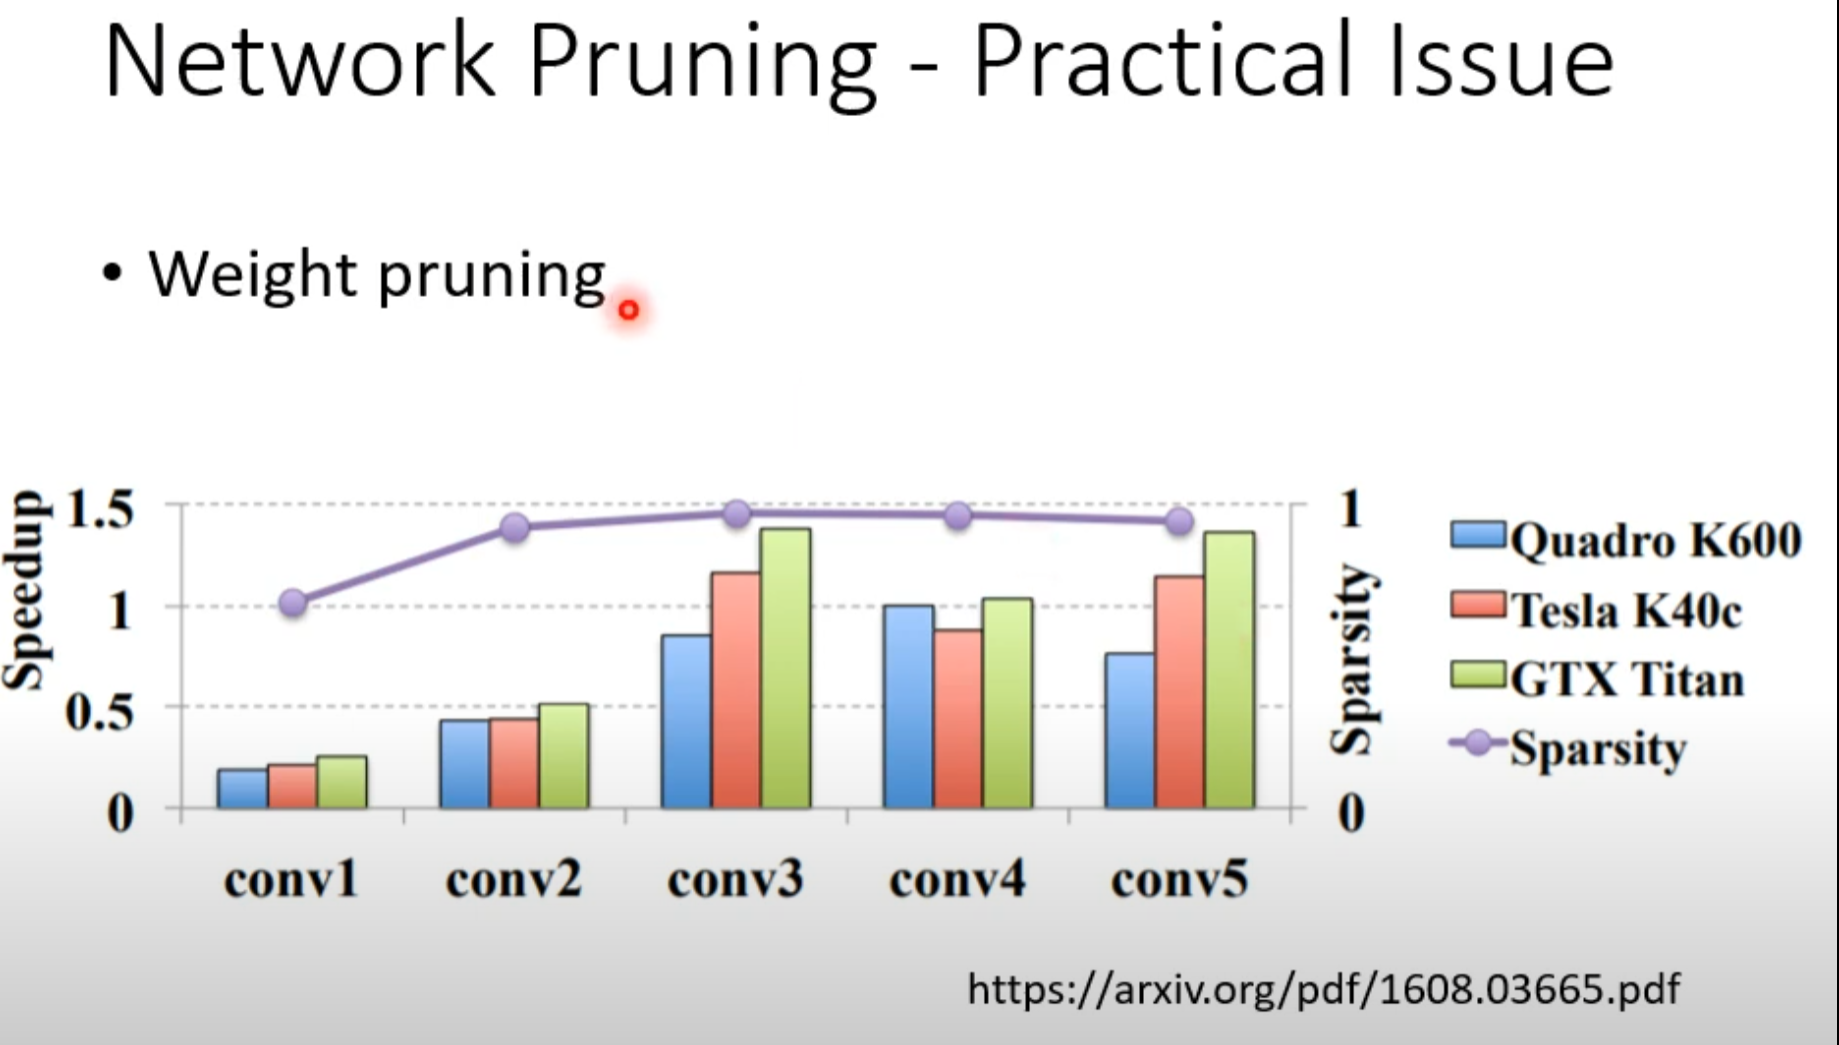 Network Pruning - Practical Issue
• Weight pruning
Speedup
1.5
1
0.5
0
conv1 conv2 conv3 conv4 conv5
1
Sparsity
0
Quadro K600
Tesla K40c
GTX Titan
Sparsity
https://arxiv.org/pdf/1608.03665.pdf